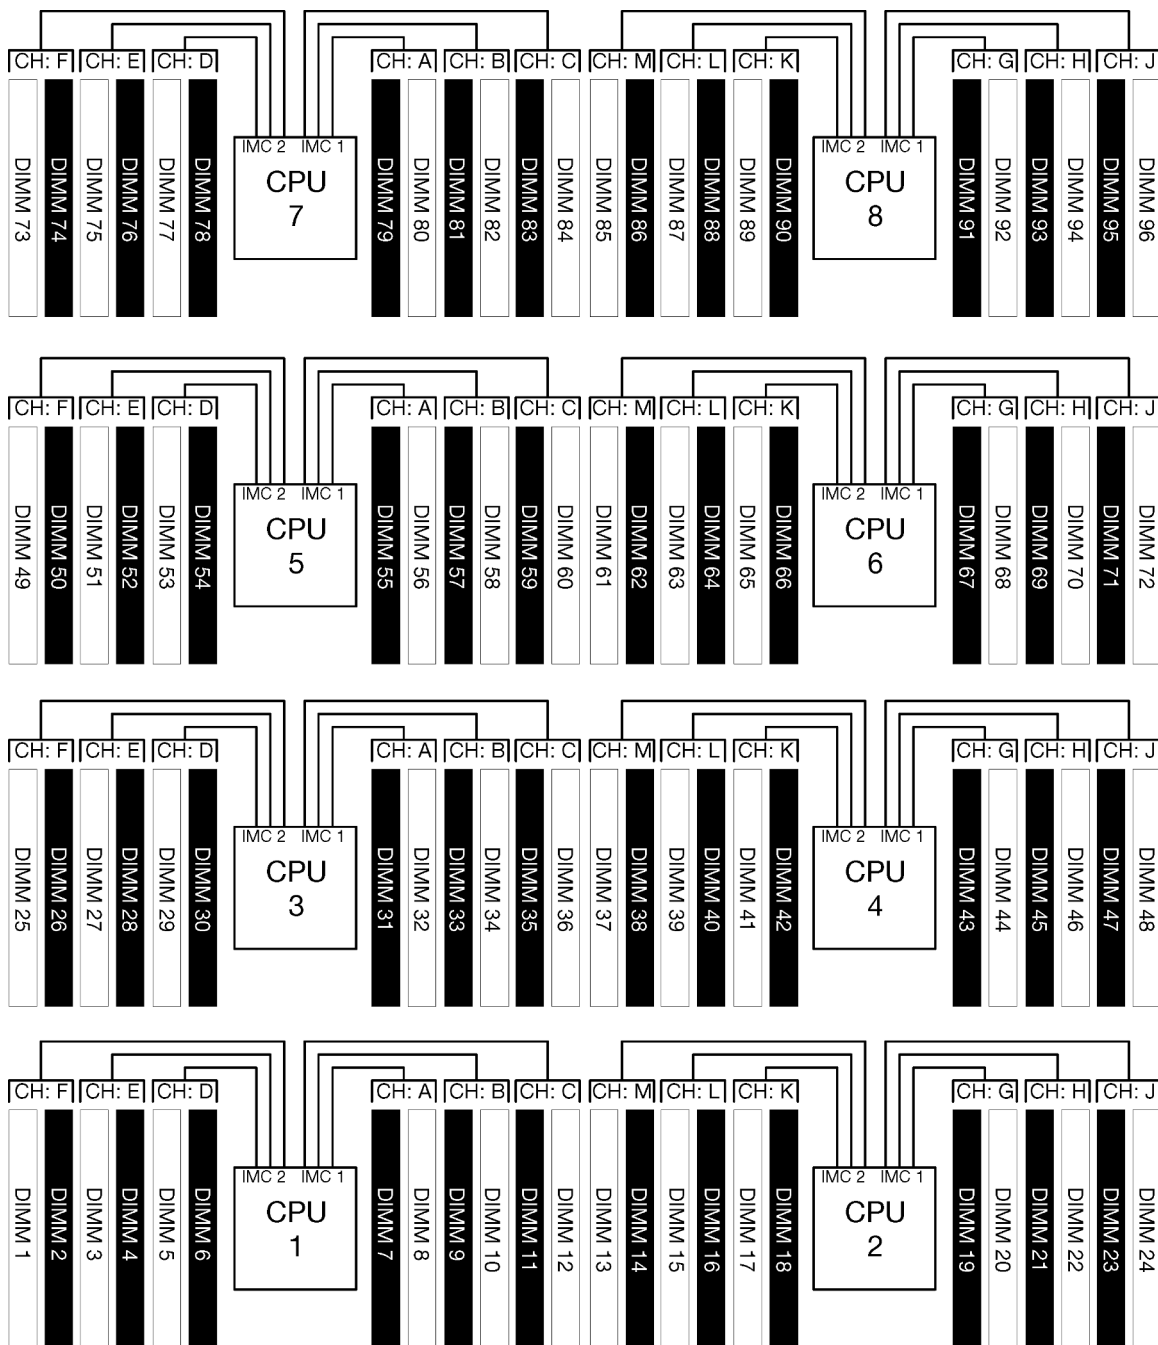 CH: F CH: E CH: D CH: A CH: B CH: C CH: M CH: L CH: K CH: G CH: H CH: J
IMC 2 IMC 1 IMC 2 IMC 1
CPU 7 CPU 8
DIMM 73 DIMM 74 DIMM 75 DIMM 76 DIMM 77 DIMM 78 DIMM 79 DIMM 80 DIMM 81 DIMM 82 DIMM 83 DIMM 84 DIMM 85 DIMM 86 DIMM 87 DIMM 88 DIMM 89 DIMM 90 DIMM 91 DIMM 92 DIMM 93 DIMM 94 DIMM 95 DIMM 96
CH: F CH: E CH: D CH: A CH: B CH: C CH: M CH: L CH: K CH: G CH: H CH: J
IMC 2 IMC 1 IMC 2 IMC 1
CPU 5 CPU 6
DIMM 49 DIMM 50 DIMM 51 DIMM 52 DIMM 53 DIMM 54 DIMM 55 DIMM 56 DIMM 57 DIMM 58 DIMM 59 DIMM 60 DIMM 61 DIMM 62 DIMM 63 DIMM 64 DIMM 65 DIMM 66 DIMM 67 DIMM 68 DIMM 69 DIMM 70 DIMM 71 DIMM 72
CH: F CH: E CH: D CH: A CH: B CH: C CH: M CH: L CH: K CH: G CH: H CH: J
IMC 2 IMC 1 IMC 2 IMC 1
CPU 3 CPU 4
DIMM 25 DIMM 26 DIMM 27 DIMM 28 DIMM 29 DIMM 30 DIMM 31 DIMM 32 DIMM 33 DIMM 34 DIMM 35 DIMM 36 DIMM 37 DIMM 38 DIMM 39 DIMM 40 DIMM 41 DIMM 42 DIMM 43 DIMM 44 DIMM 45 DIMM 46 DIMM 47 DIMM 48
CH: F CH: E CH: D CH: A CH: B CH: C CH: M CH: L CH: K CH: G CH: H CH: J
IMC 2 IMC 1 IMC 2 IMC 1
CPU 1 CPU 2
DIMM 1 DIMM 2 DIMM 3 DIMM 4 DIMM 5 DIMM 6 DIMM 7 DIMM 8 DIMM 9 DIMM 10 DIMM 11 DIMM 12 DIMM 13 DIMM 14 DIMM 15 DIMM 16 DIMM 17 DIMM 18 DIMM 19 DIMM 20 DIMM 21 DIMM 22 DIMM 23 DIMM 24